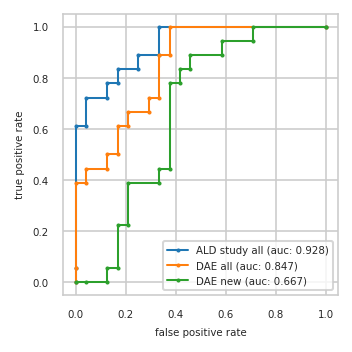 1.0
0.8
0.6
0.4
0.2
0.0
true positive rate
ALD study all (auc: 0.928)
DAE all (auc: 0.847)
DAE new (auc: 0.667)
0.0 0.2 0.4 0.6 0.8 1.0
false positive rate